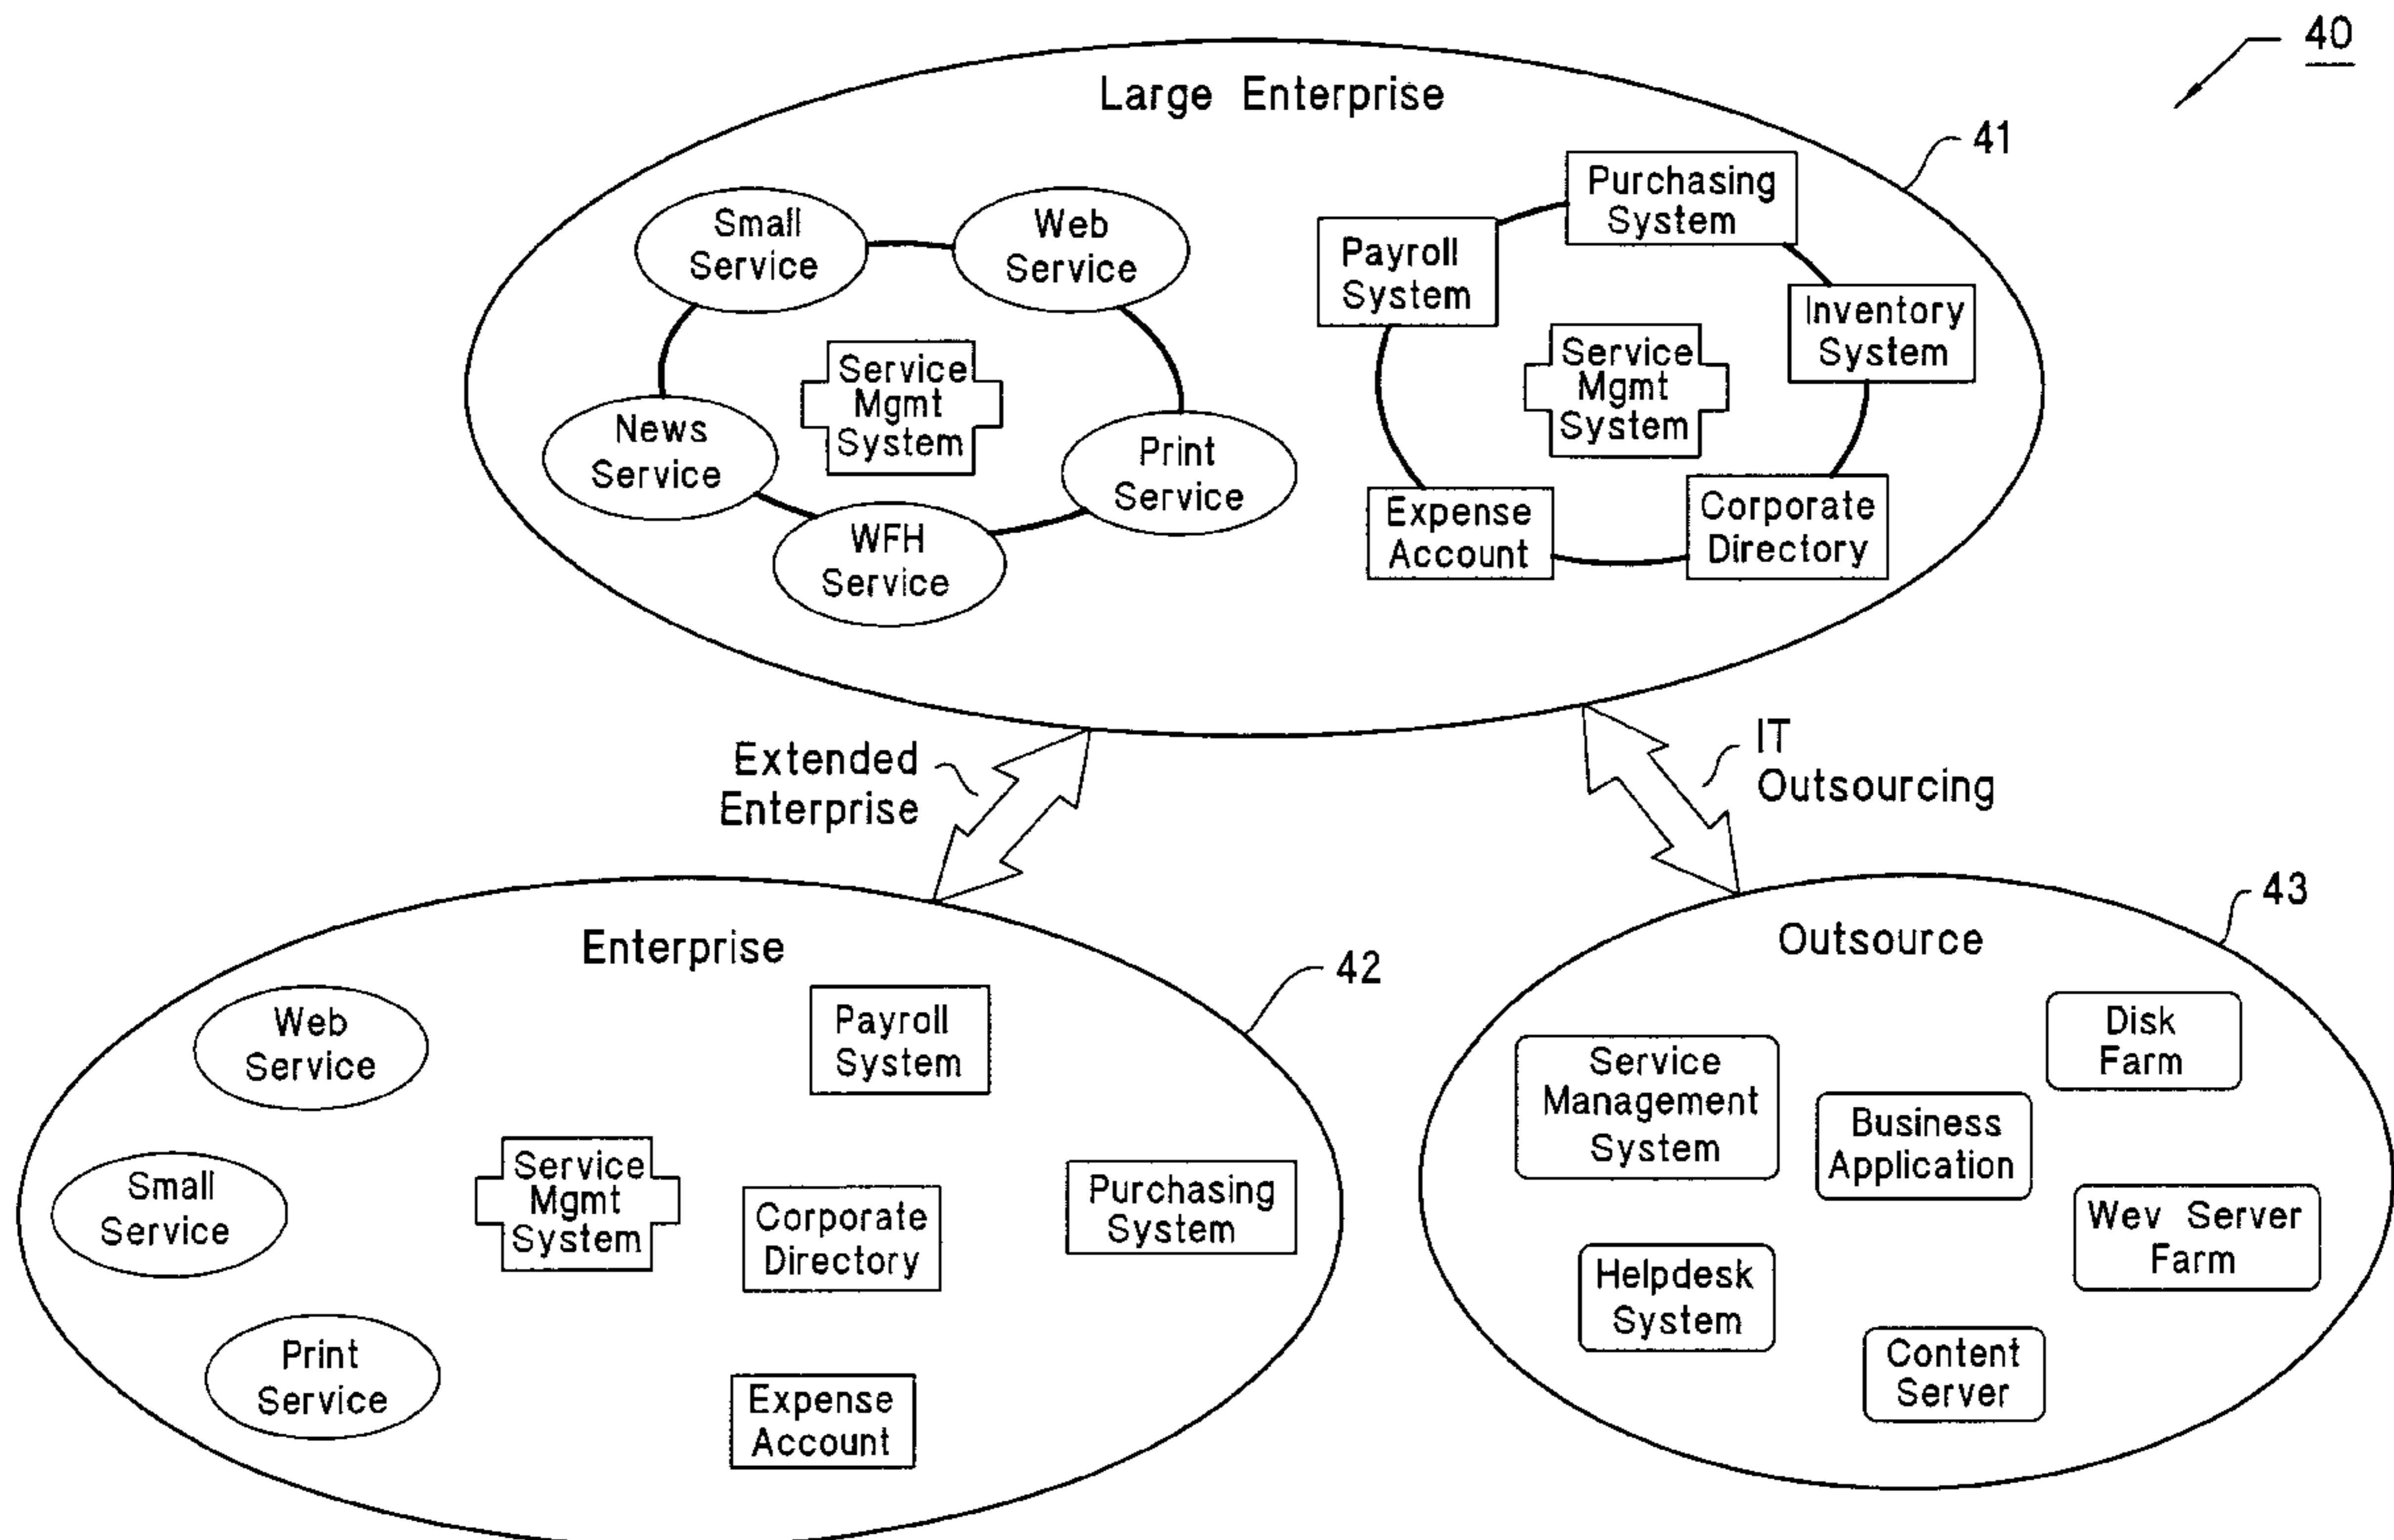 40
Large Enterprise
41
Small
Service
Web
Service
Service
Mgmt
System
News
Service
Print
Service
WFH
Service
Purchasing
System
Payroll
System
Inventory
System
Service
Mgmt
System
Expense
Account
Corporate
Directory
Extended
Enterprise
IT
Outsourcing
Enterprise
42
Web
Service
Payroll
System
Small
Service
Service
Mgmt
System
Corporate
Directory
Purchasing
System
Print
Service
Expense
Account
43
Outsource
Disk
Farm
Service
Management
System
Business
Application
Wev Server
Farm
Helpdesk
System
Content
Server